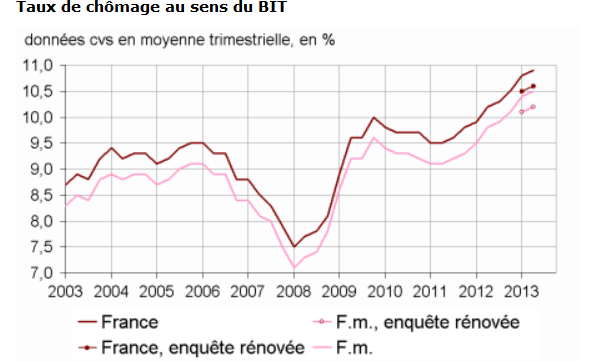 Taux de chômage au sens du BIT
données cvs en moyenne trimestrielle, en %
11,0
10,5
10,0
9,5
9,0
8,5
8,0
7,5
7,0
2003 2004 2005 2006 2007 2008 2009 2010 2011 2012 2013
France F.m., enquête rénovée
France, enquête rénovée F.m.